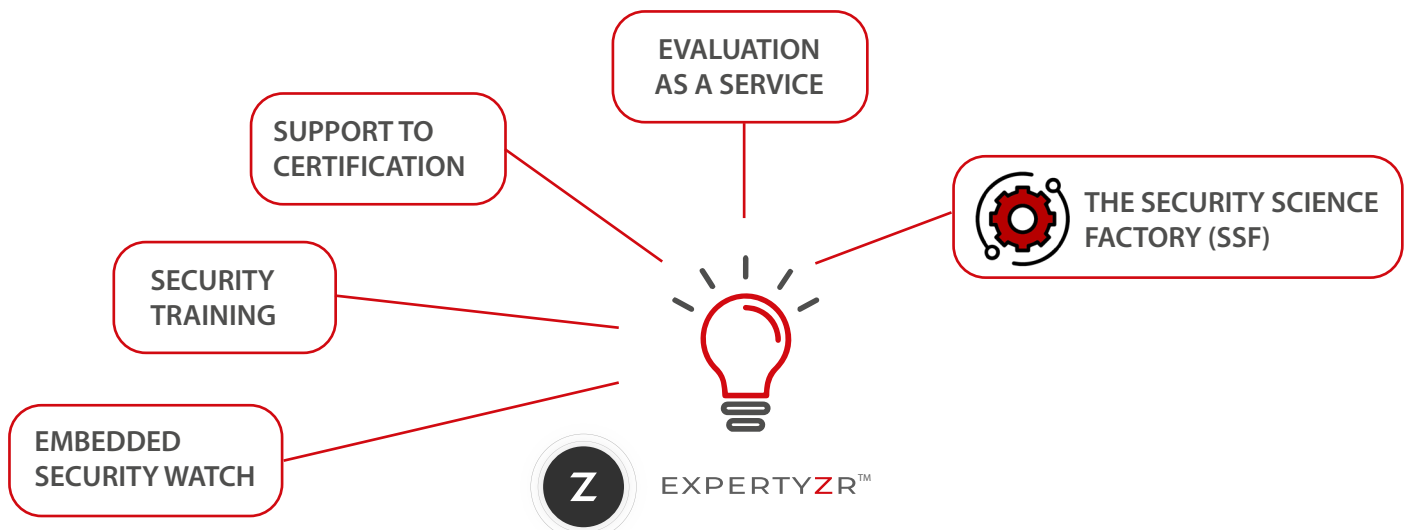 EVALUATION
AS A SERVICE
SUPPORT TO
CERTIFICATION
THE SECURITY SCIENCE
FACTORY (SSF)
SECURITY
TRAINING
EMBEDDED
SECURITY WATCH
Z
EXPERTYZR™